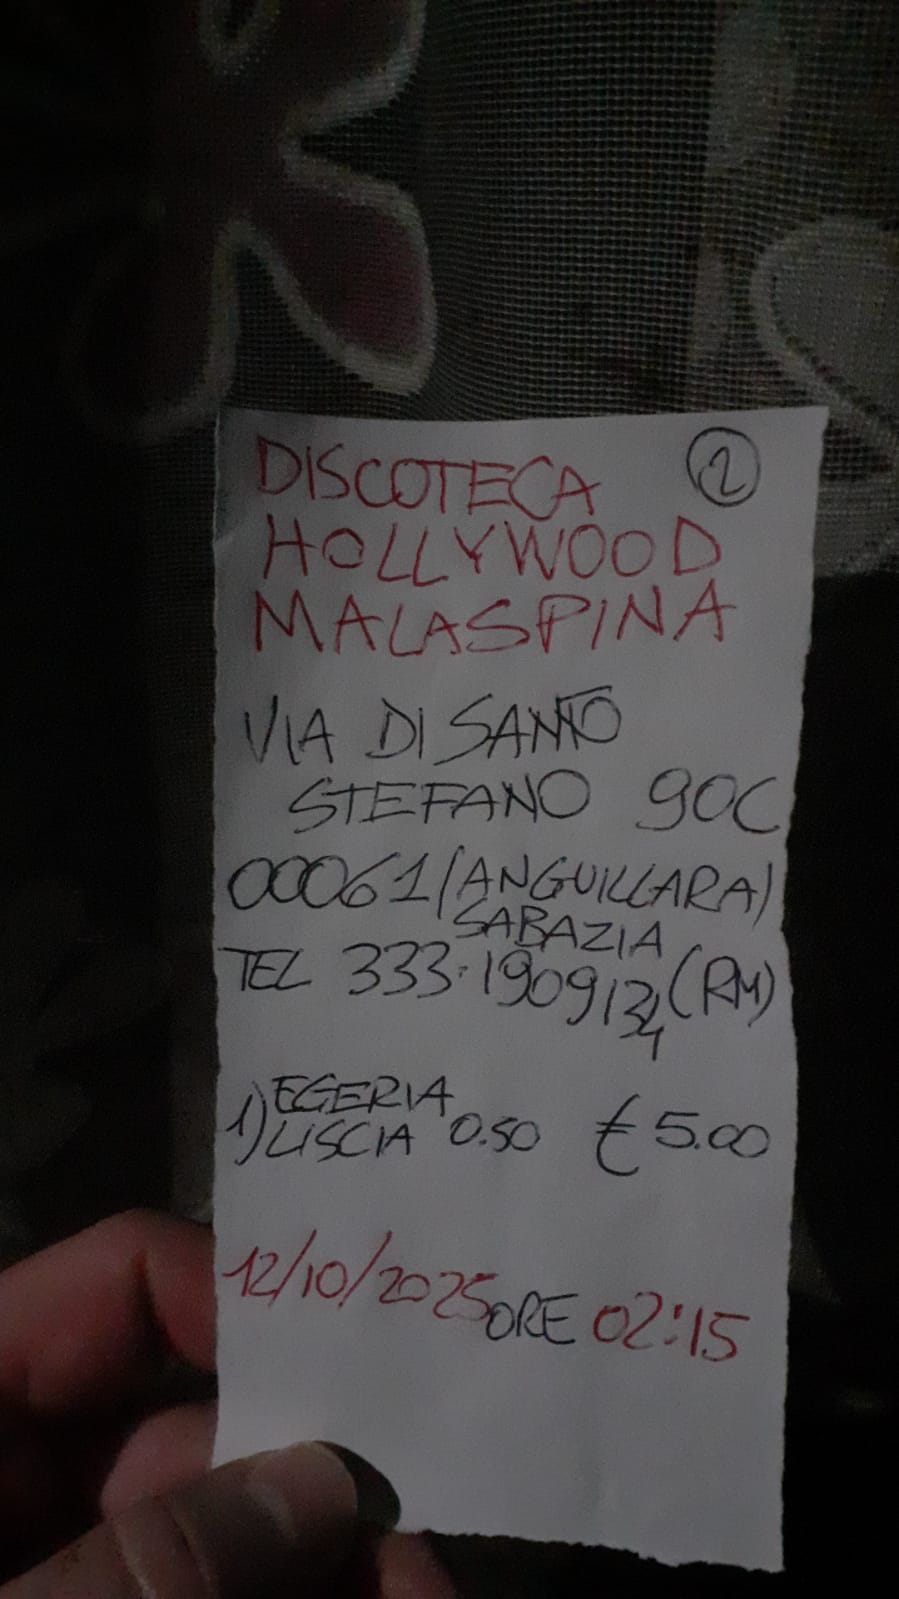 DISCOTECA 2
HOLLYWOOD
MALASPINA
VIA DI SANTO
STEFANO 90C
00061 (ANGUILLARA)
SABAZIA
TEL 333.1909134 (RM)
1) EGERIA
LISCIA 0.50 € 5.00
12/10/2025 ORE 02:15